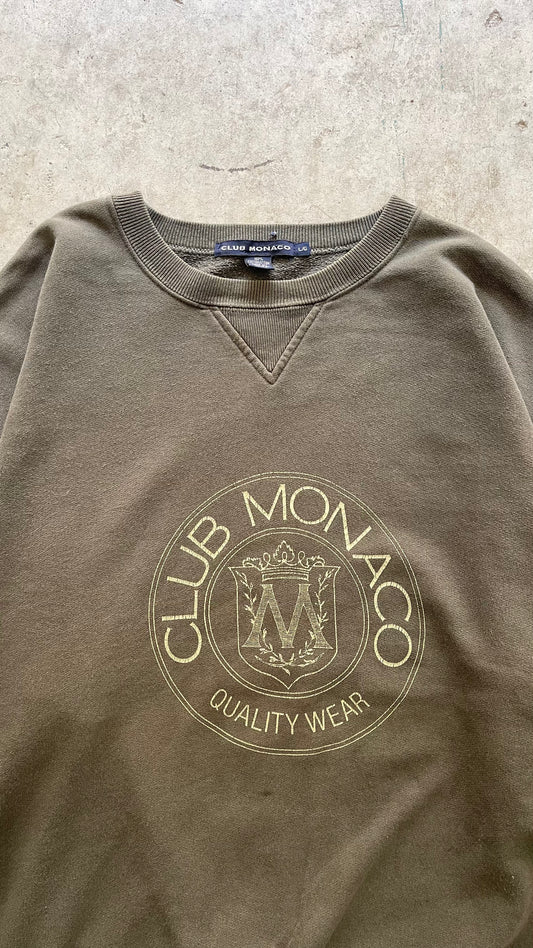 CLUB MONACO L/G
CLUB MONACO
M
QUALITY WEAR